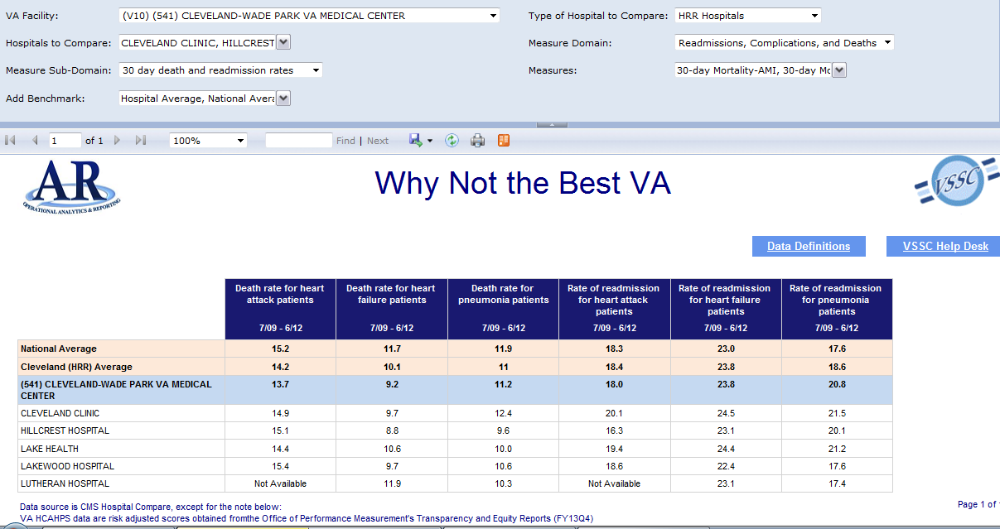 VA Facility: (V10) (541) CLEVELAND-WADE PARK VA MEDICAL CENTER Type of Hospital to Compare: HRR Hospitals
Hospitals to Compare: CLEVELAND CLINIC, HILLCREST Measure Domain: Readmissions, Complications, and Deaths
Measure Sub-Domain: 30 day death and readmission rates Measures: 30-day Mortality-AMI, 30-day Mo
Add Benchmark: Hospital Average, National Avera
1 of 1 100% Find | Next
AR
OPERATIONAL ANALYTICS & REPORTING
Why Not the Best VA
VSSC
Data Definitions VSSC Help Desk
Death rate for heart Death rate for heart Death rate for Rate of readmission Rate of readmission Rate of readmission
attack patients failure patients pneumonia patients for heart attack for heart failure for pneumonia
patients patients patients
7/09 - 6/12 7/09 - 6/12 7/09 - 6/12 7/09 - 6/12 7/09 - 6/12 7/09 - 6/12
National Average 15.2 11.7 11.9 18.3 23.0 17.6
Cleveland (HRR) Average 14.2 10.1 11 18.4 23.8 18.6
(541) CLEVELAND-WADE PARK VA MEDICAL 13.7 9.2 11.2 18.0 23.8 20.8
CENTER
CLEVELAND CLINIC 14.9 9.7 12.4 20.1 24.5 21.5
HILLCREST HOSPITAL 15.1 8.8 9.6 16.3 23.1 20.1
LAKE HEALTH 14.4 10.6 10.0 19.4 24.4 21.2
LAKEWOOD HOSPITAL 15.4 9.7 10.6 18.6 22.4 17.6
LUTHERAN HOSPITAL Not Available 11.9 10.3 Not Available 23.1 17.4
Data source is CMS Hospital Compare, except for the note below: Page 1 of
VA HCAHPS data are risk adjusted scores obtained fromthe Office of Performance Measurement's Transparency and Equity Reports (FY13Q4)